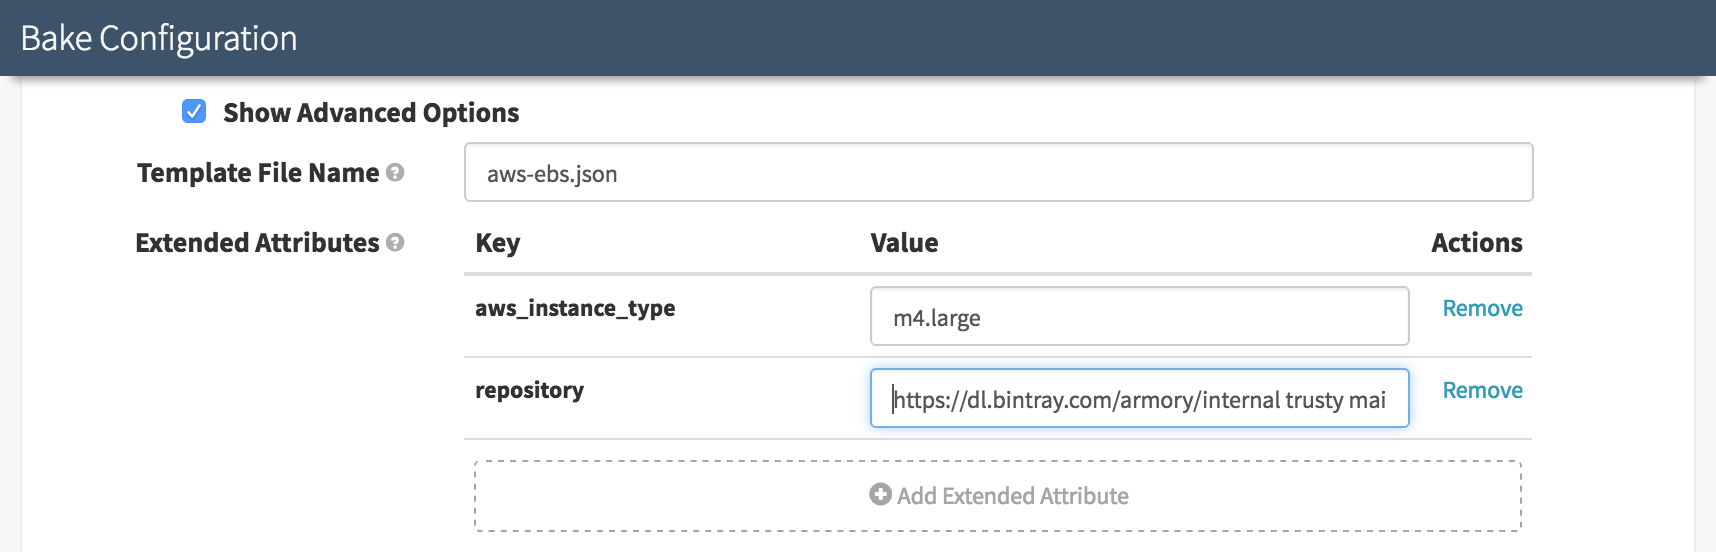 Bake Configuration
Show Advanced Options
Template File Name ?
aws-ebs.json
Extended Attributes ?
Key Value Actions
aws_instance_type m4.large Remove
repository https://dl.bintray.com/armory/internal trusty mai Remove
Add Extended Attribute